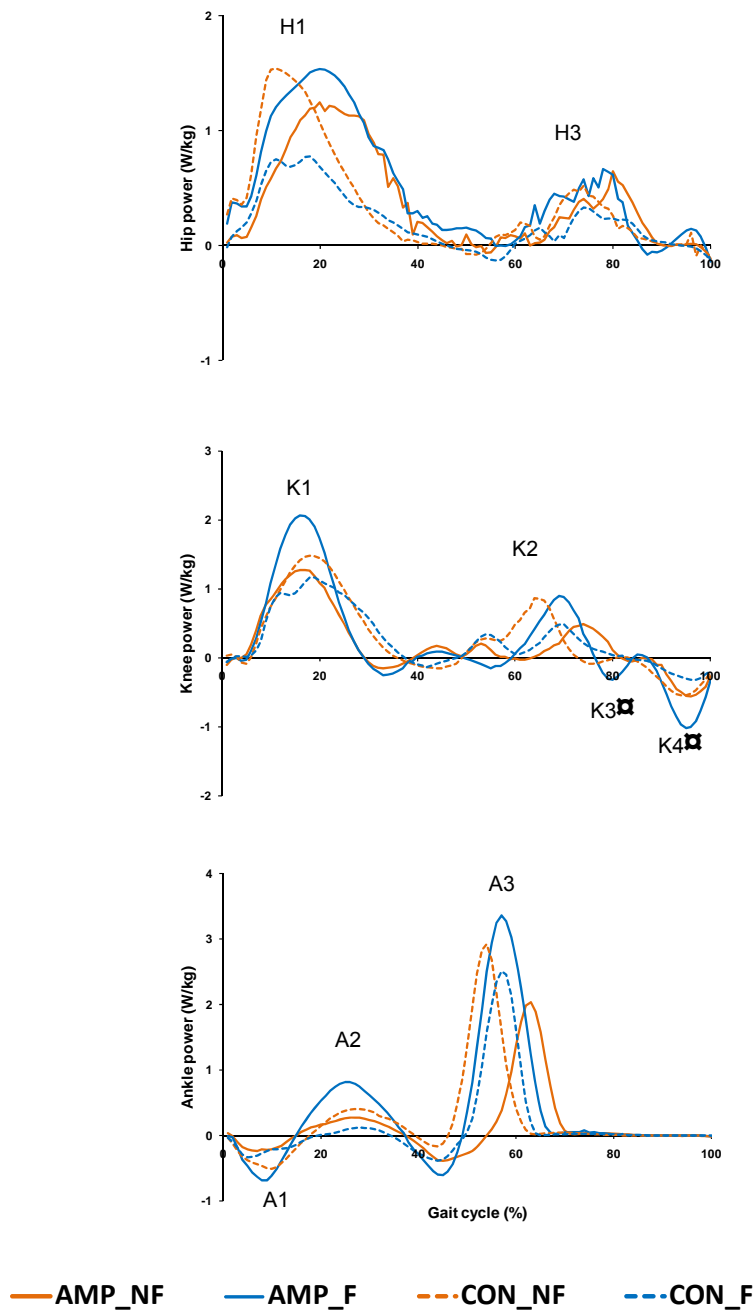 H1
H3
Hip power (W/kg)
2
1
0
-1
0 20 40 60 80 100
K1
K2
K3
K4
Knee power (W/kg)
3
2
1
0
-1
-2
0 20 40 60 80 100
A3
A2
A1
Ankle power (W/kg)
4
3
2
1
0
-1
0 20 40 60 80 100
Gait cycle (%)
AMP_NF AMP_F CON_NF CON_F